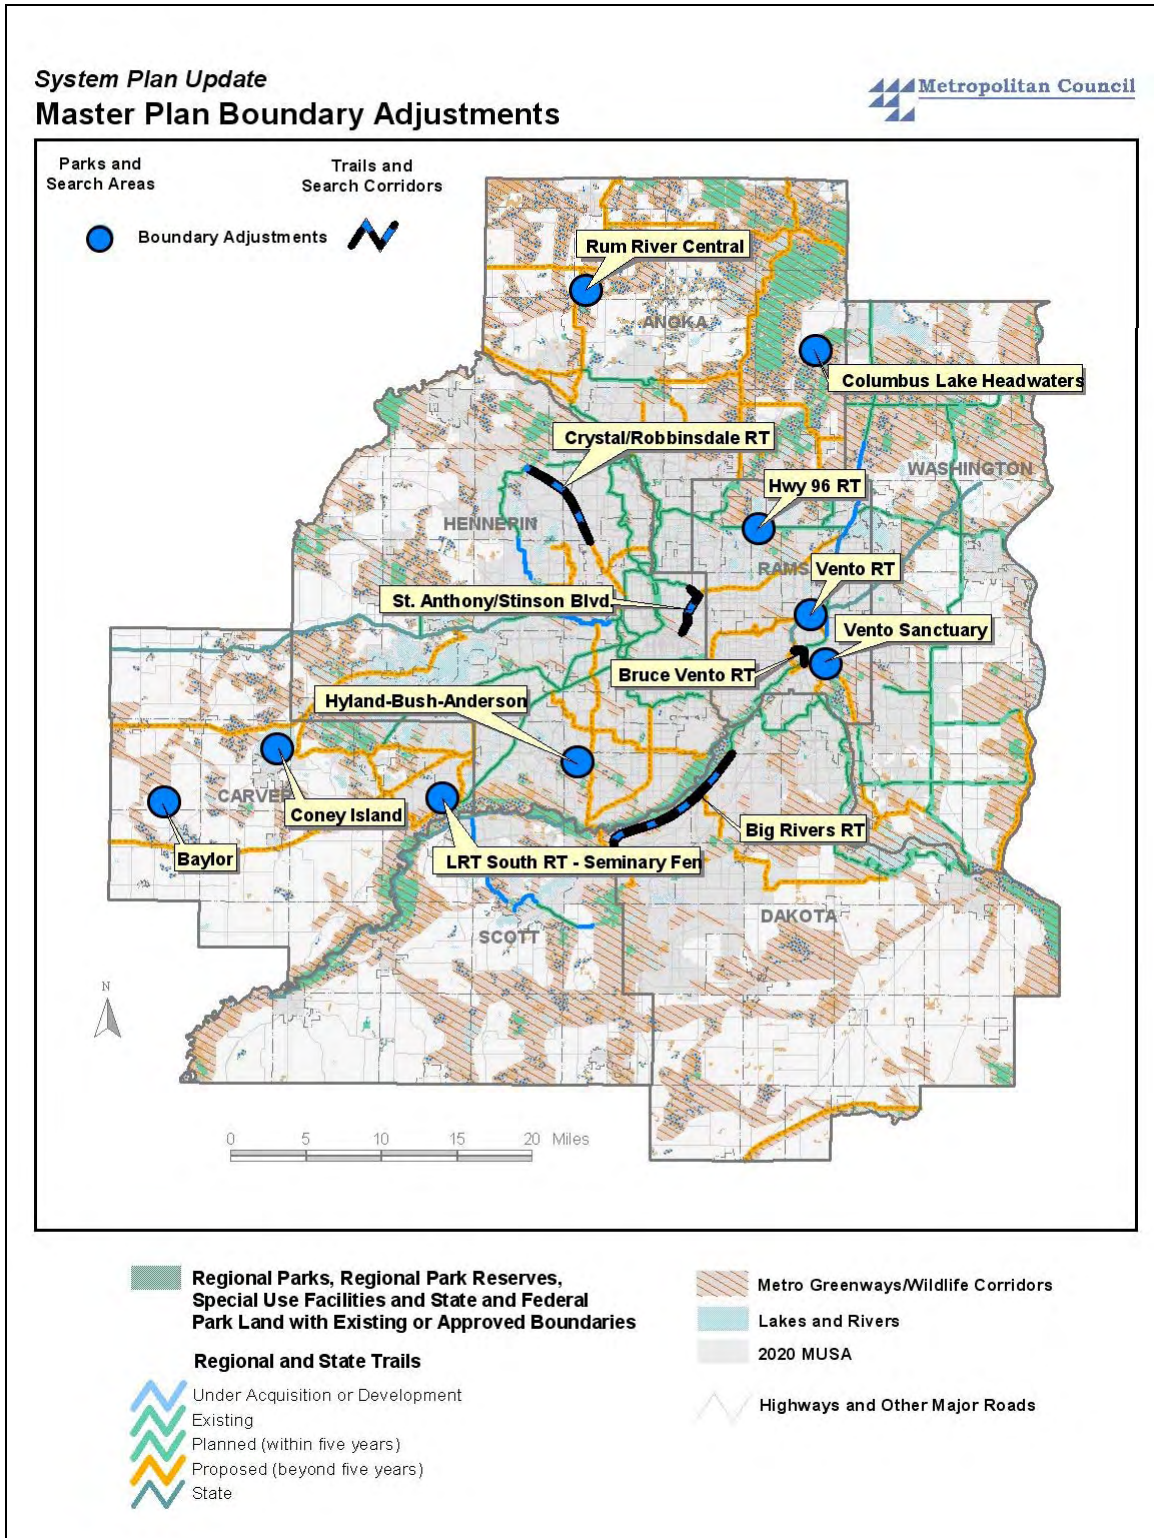 System Plan Update
Master Plan Boundary Adjustments
Metropolitan Council
Parks and
Search Areas
Trails and
Search Corridors
Boundary Adjustments
Rum River Central
ANOKA
Columbus Lake Headwaters
Crystal/Robbinsdale RT
WASHINGTON
Hwy 96 RT
HENNEPIN
RAMS
Vento RT
St. Anthony/Stinson Blvd.
Vento Sanctuary
Bruce Vento RT
Hyland-Bush-Anderson
CARVER
Coney Island
Big Rivers RT
Baylor
LRT South RT - Seminary Fen
DAKOTA
SCOTT
N
0 5 10 15 20 Miles
Regional Parks, Regional Park Reserves,
Special Use Facilities and State and Federal
Park Land with Existing or Approved Boundaries
Regional and State Trails
Under Acquisition or Development
Existing
Planned (within five years)
Proposed (beyond five years)
State
Metro Greenways/Wildlife Corridors
Lakes and Rivers
2020 MUSA
Highways and Other Major Roads